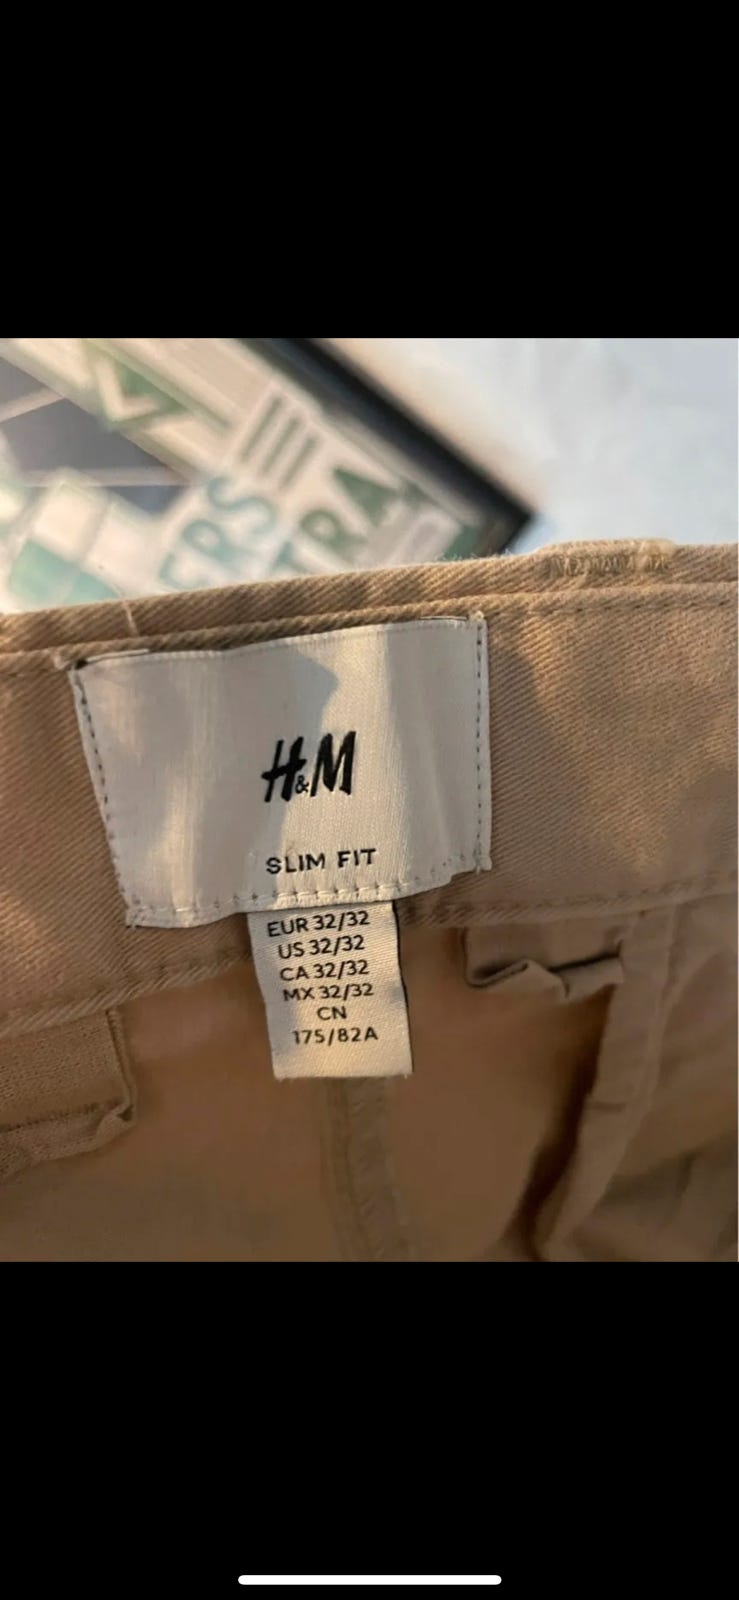 H&M
SLIM FIT
EUR 32/32
US 32/32
CA 32/32
MX 32/32
CN
175/82A